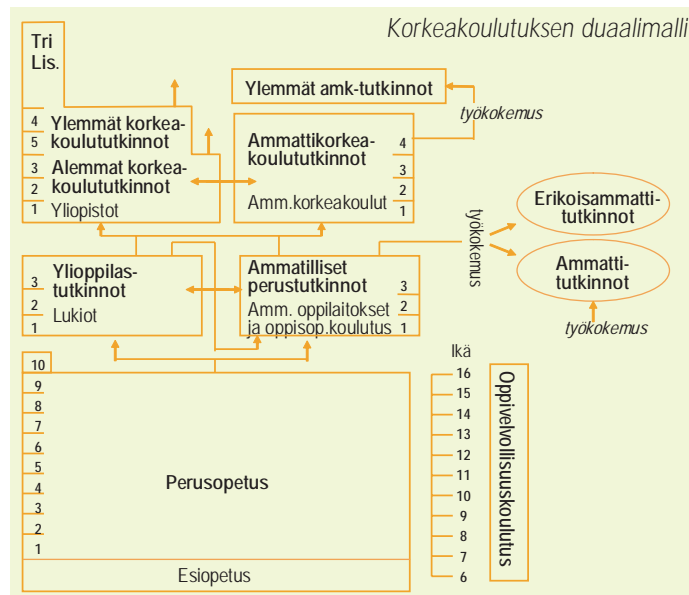 Korkeakoulutuksen duaalimalli
Tri
Lis.
Ylemmät amk-tutkinnot
työkokemus
4
5
Ylemmät korkea-
koulututkinnot
3
2
1
Alemmat korkea-
koulututkinnot
Yliopistot
Ammattikorkea-
koulututkinnot
Amm.korkeakoulut
4
3
2
1
työkokemus
Erikoisammatti-
tutkinnot
Ammatti-
tutkinnot
työkokemus
3
2
1
Ylioppilas-
tutkinnot
Lukiot
Ammatilliset
perustutkinnot
Amm. oppilaitokset
ja oppisop.koulutus
3
2
1
10
9
8
7
6
5
4
3
2
1
Perusopetus
Esiopetus
Ikä
16
15
14
13
12
11
10
9
8
7
6
Oppivelvollisuuskoulutus